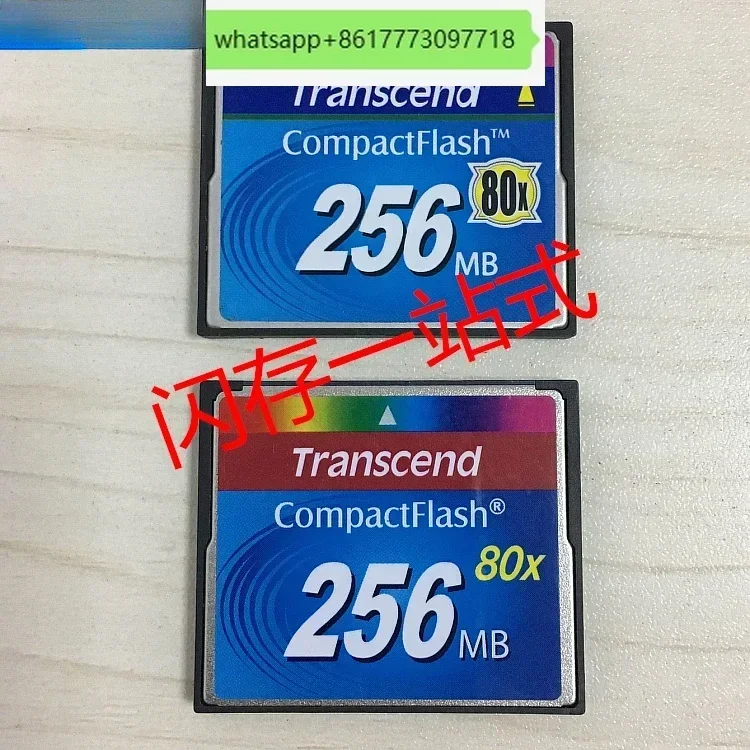 whatsapp+8617773097718
Transcend
CompactFlash™
80x
256 MB
闪存一站式
Transcend
CompactFlash®
80x
256 MB